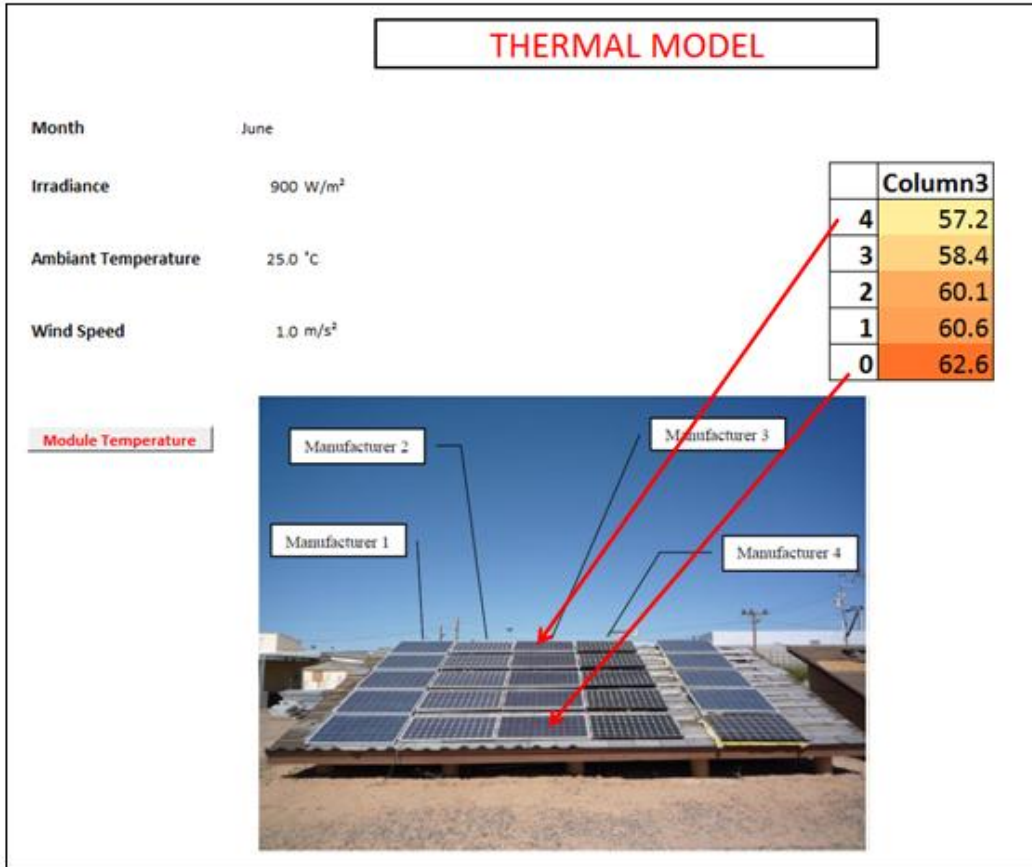 THERMAL MODEL
Month June
Irradiance 900 W/m²
Ambiant Temperature 25.0 °C
Wind Speed 1.0 m/s²
Column3
4 57.2
3 58.4
2 60.1
1 60.6
0 62.6
Module Temperature
Manufacturer 2
Manufacturer 3
Manufacturer 1
Manufacturer 4